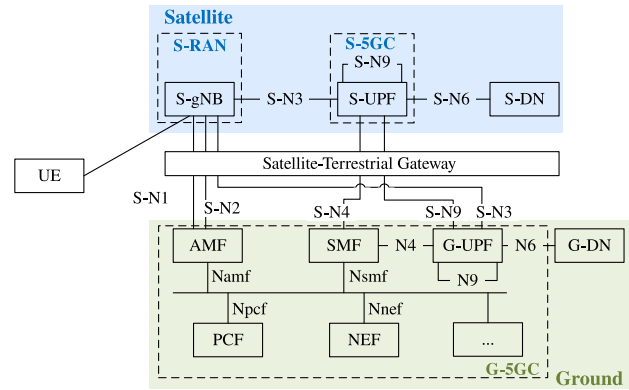 Satellite
S-RAN
S-5GC
S-N9
S-gNB
S-N3
S-UPF
S-N6
S-DN
Satellite-Terrestrial Gateway
UE
S-N1
S-N2
S-N4
S-N9
S-N3
AMF
SMF
N4
G-UPF
N6
G-DN
Namf
Nsmf
N9
Npcf
Nnef
PCF
NEF
...
G-5GC
Ground